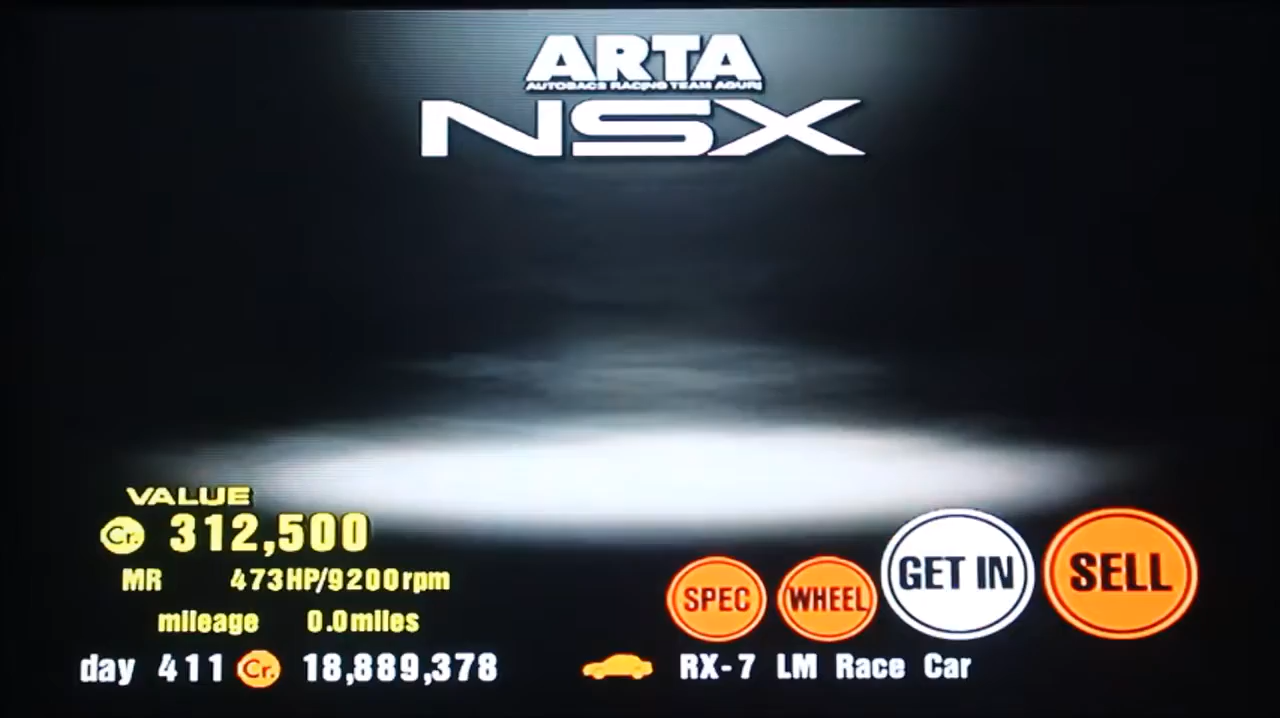 ARTA
AUTOBACS RACING TEAM AGURI
NSX
VALUE
Cr. 312,500
MR 473HP/9200rpm
mileage 0.0miles
SPEC
WHEEL
GET IN
SELL
day 411 Cr. 18,889,378
RX-7 LM Race Car